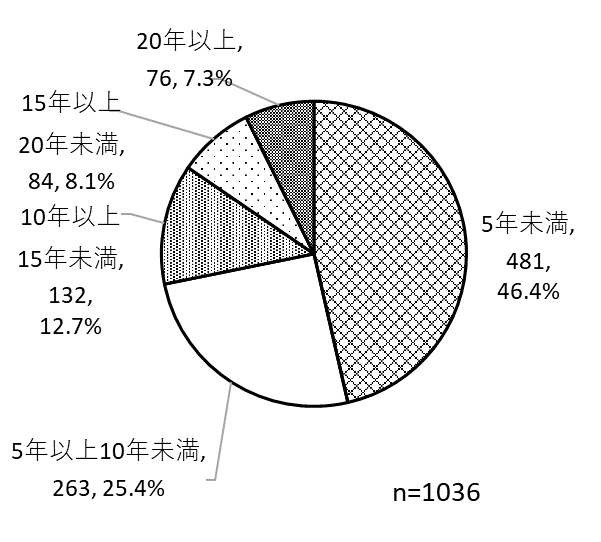 20年以上,
76, 7.3%
15年以上
20年未満,
84, 8.1%
10年以上
15年未満,
132,
12.7%
5年未満,
481,
46.4%
5年以上10年未満,
263, 25.4%
n=1036